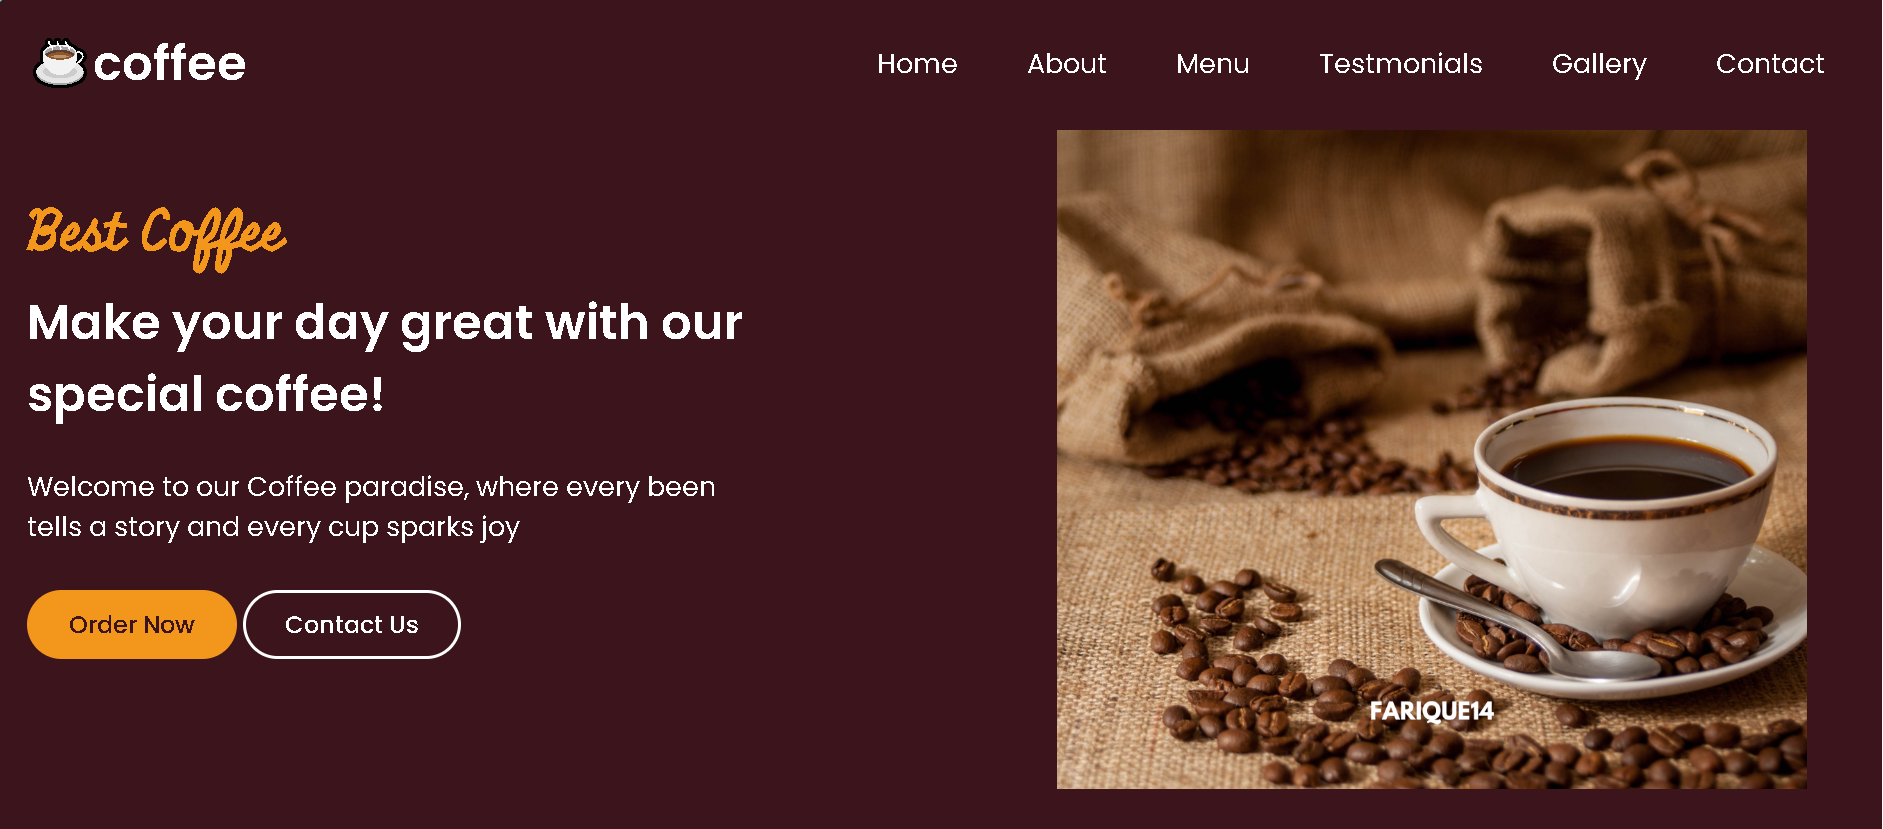 coffee
Home About Menu Testmonials Gallery Contact
Best Coffee
Make your day great with our
special coffee!
Welcome to our Coffee paradise, where every been
tells a story and every cup sparks joy
Order Now Contact Us
FARIQUE14